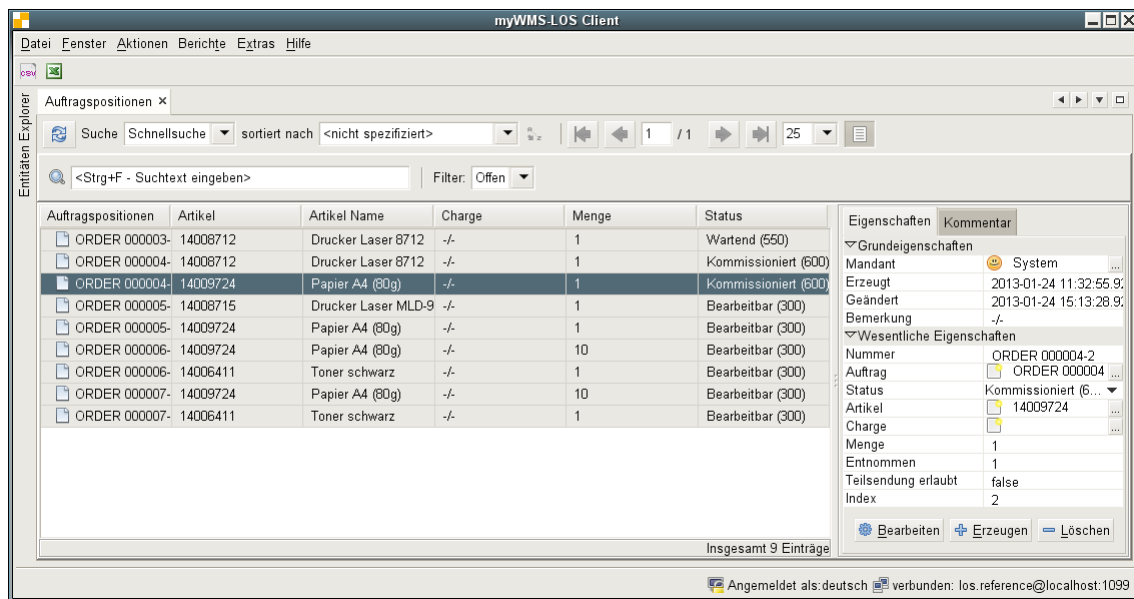 myWMS-LOS Client
Datei Fenster Aktionen Berichte Extras Hilfe
csv
Entitäten Explorer
Auftragspositionen
Suche Schnellsuche sortiert nach <nicht spezifiziert> 1 / 1 25
<Strg+F - Suchtext eingeben> Filter: Offen
Auftragspositionen Artikel Artikel Name Charge Menge Status
ORDER 000003- 14008712 Drucker Laser 8712 -/- 1 Wartend (550)
ORDER 000004- 14008712 Drucker Laser 8712 -/- 1 Kommissioniert (600)
ORDER 000004- 14009724 Papier A4 (80g) -/- 1 Kommissioniert (600)
ORDER 000005- 14008715 Drucker Laser MLD-9 -/- 1 Bearbeitbar (300)
ORDER 000005- 14009724 Papier A4 (80g) -/- 1 Bearbeitbar (300)
ORDER 000006- 14009724 Papier A4 (80g) -/- 10 Bearbeitbar (300)
ORDER 000006- 14006411 Toner schwarz -/- 1 Bearbeitbar (300)
ORDER 000007- 14009724 Papier A4 (80g) -/- 10 Bearbeitbar (300)
ORDER 000007- 14006411 Toner schwarz -/- 1 Bearbeitbar (300)
Insgesamt 9 Einträge
Eigenschaften Kommentar
Grundeigenschaften
Mandant System ...
Erzeugt 2013-01-24 11:32:55.92
Geändert 2013-01-24 15:13:28.92
Bemerkung -/-
Wesentliche Eigenschaften
Nummer ORDER 000004-2
Auftrag ORDER 000004 ...
Status Kommissioniert (6...
Artikel 14009724 ...
Charge ...
Menge 1
Entnommen 1
Teilsendung erlaubt false
Index 2
Bearbeiten Erzeugen Löschen
Angemeldet als:deutsch verbunden: los.reference@localhost:1099